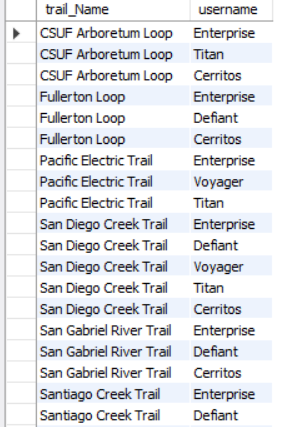 trail_Name username
CSUF Arboretum Loop Enterprise
CSUF Arboretum Loop Titan
CSUF Arboretum Loop Cerritos
Fullerton Loop Enterprise
Fullerton Loop Defiant
Fullerton Loop Cerritos
Pacific Electric Trail Enterprise
Pacific Electric Trail Voyager
Pacific Electric Trail Titan
San Diego Creek Trail Enterprise
San Diego Creek Trail Defiant
San Diego Creek Trail Voyager
San Diego Creek Trail Titan
San Diego Creek Trail Cerritos
San Gabriel River Trail Enterprise
San Gabriel River Trail Defiant
San Gabriel River Trail Cerritos
Santiago Creek Trail Enterprise
Santiago Creek Trail Defiant